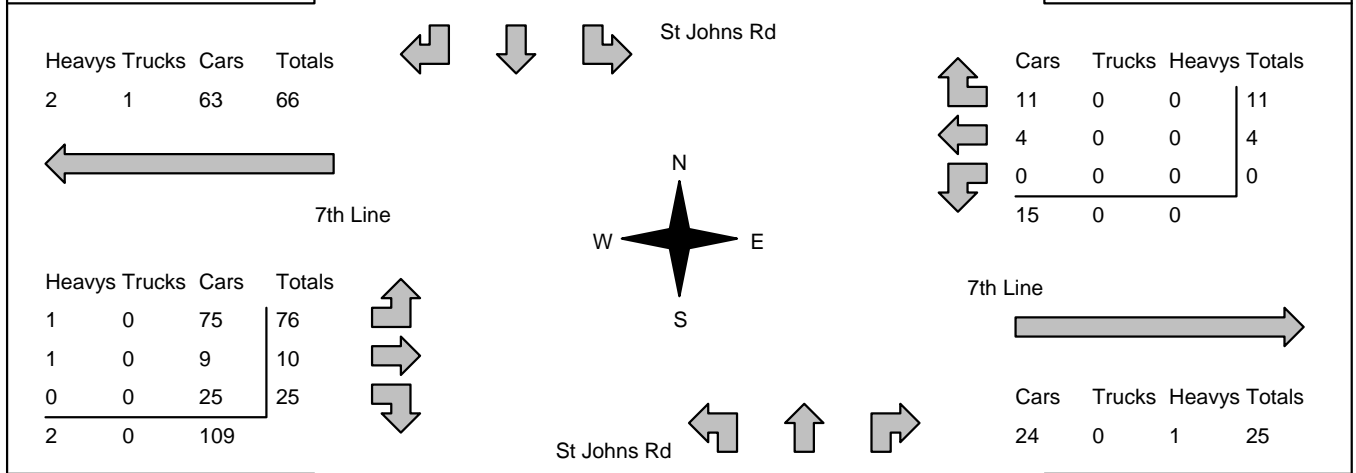 St Johns Rd
Heavys Trucks Cars Totals
2 1 63 66
7th Line
Heavys Trucks Cars Totals
1 0 75 76
1 0 9 10
0 0 25 25
2 0 109
N
W E
S
Cars Trucks Heavys Totals
11 0 0 11
4 0 0 4
0 0 0 0
15 0 0
7th Line
Cars Trucks Heavys Totals
24 0 1 25
St Johns Rd